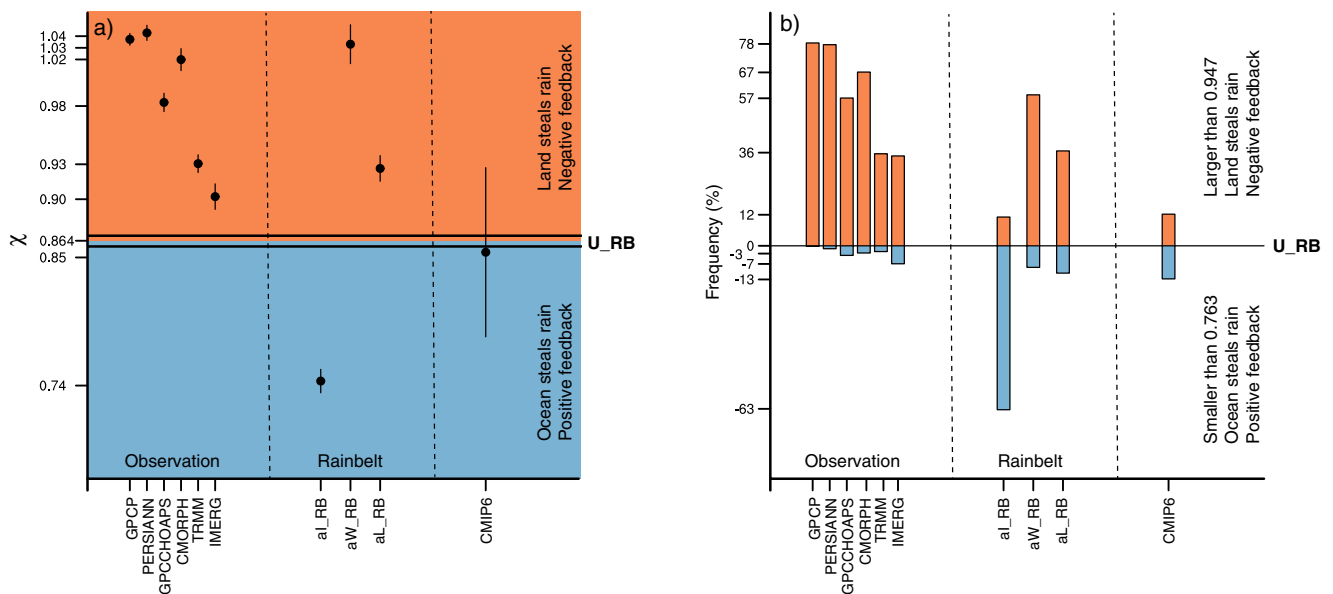 a)
1.04
1.03
1.02
0.98
0.93
0.90
0.864
0.85
0.74
χ
Land steals rain
Negative feedback
Ocean steals rain
Positive feedback
U_RB
Observation
Rainbelt
GPCP
PERSIANN
GPCCHOAPS
CMORPH
TRMM
IMERG
aI_RB
aW_RB
aL_RB
CMIP6
b)
78
67
57
36
12
0
-3
-7
-13
-63
Frequency (%)
Larger than 0.947
Land steals rain
Negative feedback
Smaller than 0.763
Ocean steals rain
Positive feedback
U_RB
Observation
Rainbelt
GPCP
PERSIANN
GPCCHOAPS
CMORPH
TRMM
IMERG
aI_RB
aW_RB
aL_RB
CMIP6